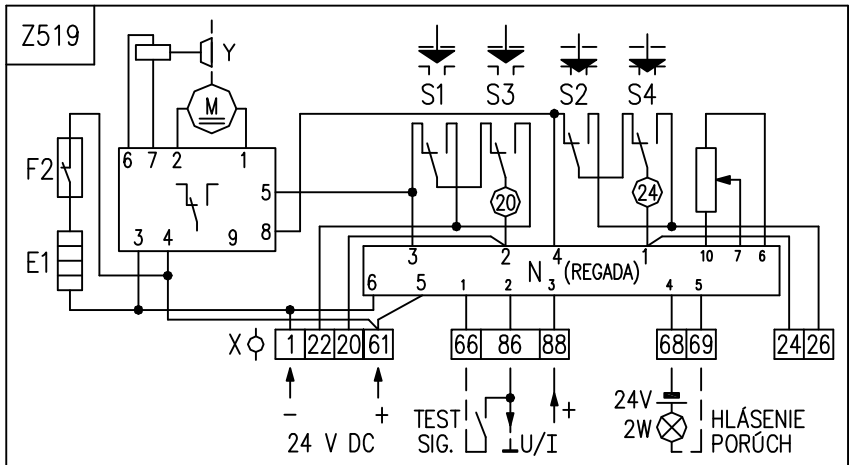 Z519
Y
M
S1 S3 S2 S4
F2
6 7 2 1
5
8
3 4 9
20
24
E1
3 2 4 1 10 7 6
N3 (REGADA)
6 5 1 2 3 4 5
X 1 22 20 61 66 86 88 68 69 24 26
− +
24 V DC
TEST
SIG.
U/I
+
24V
2W
HLÁSENIE
PORÚCH